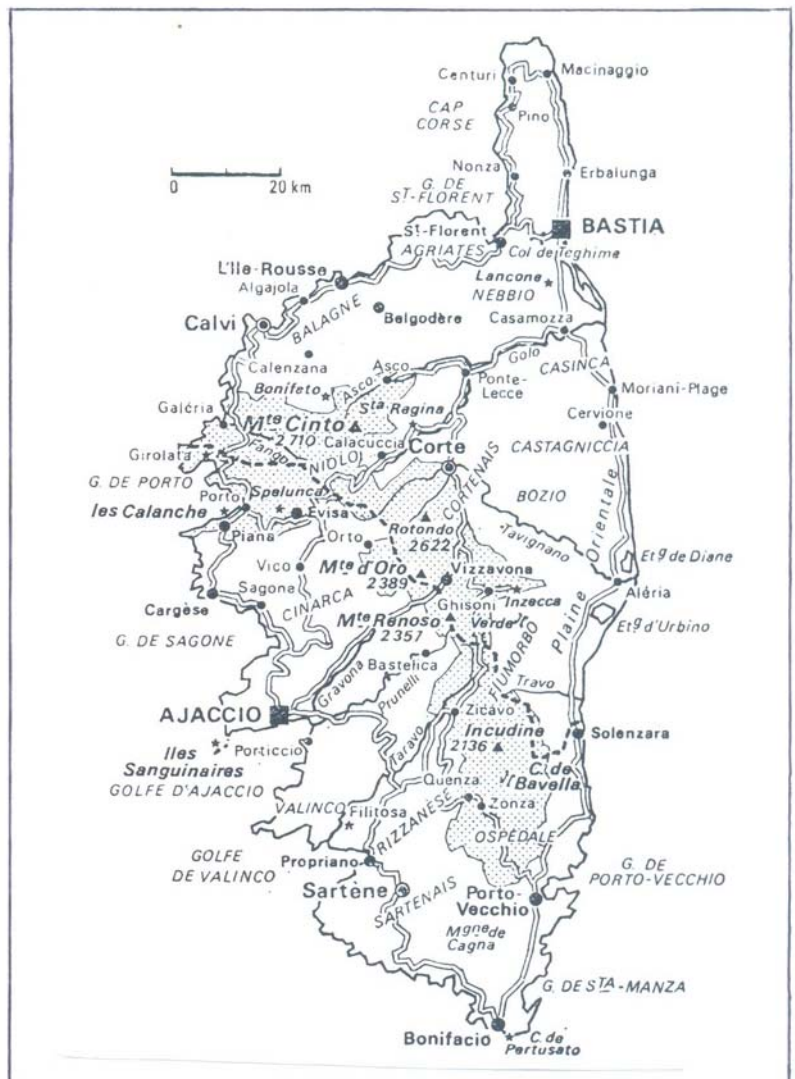 Centuri
Macinaggio
CAP
CORSE
Pino
Nonza
Erbalunga
0 20 km
G. DE
ST-FLORENT
St-Florent
BASTIA
AGRIATES
Col de Teghime
L'Ile-Rousse
Algajola
Lancone
NEBBIO
BALAGNE
Belgodère
Calvi
Casamozza
Calenzana
Asco
Golo
CASINCA
Bonifeto
Asco
Ponte-
Lecce
Moriani-Plage
Sta Ragina
Galéria
Mte Cinto
2710
Calacuccia
Cervione
Corte
CASTAGNICCIA
Girolata
Fango
NIOLO
CORTENAIS
G. DE PORTO
Porto
Spelunca
BOZIO
les Calanche
Evisa
Piana
Orto
Rotondo
2622
Tavignano
Orientale
Etg de Diane
Vico
Mte d'Oro
2389
Vizzavona
Aléria
Cargèse
Sagone
CINARCA
Ghisoni
Inzecca
Mte Renoso
2357
Verde
Plaine
Etg d'Urbino
G. DE SAGONE
Bastelica
FIUMORBO
Gravona
Prunelli
Travo
AJACCIO
Zicavo
Taravo
Incudine
2136
Solenzara
Iles
Sanguinaires
Porticcio
GOLFE D'AJACCIO
Quenza
C. de
Bavella
VALINCO
Filitosa
Zonza
RIZZANESE
OSPÉDALE
GOLFE
DE VALINCO
Propriano
G. DE
PORTO-VECCHIO
Sartène
SARTENAIS
Porto-
Vecchio
Mgne de
Cagna
G. DE STA-MANZA
Bonifacio
C. de
Pertusato